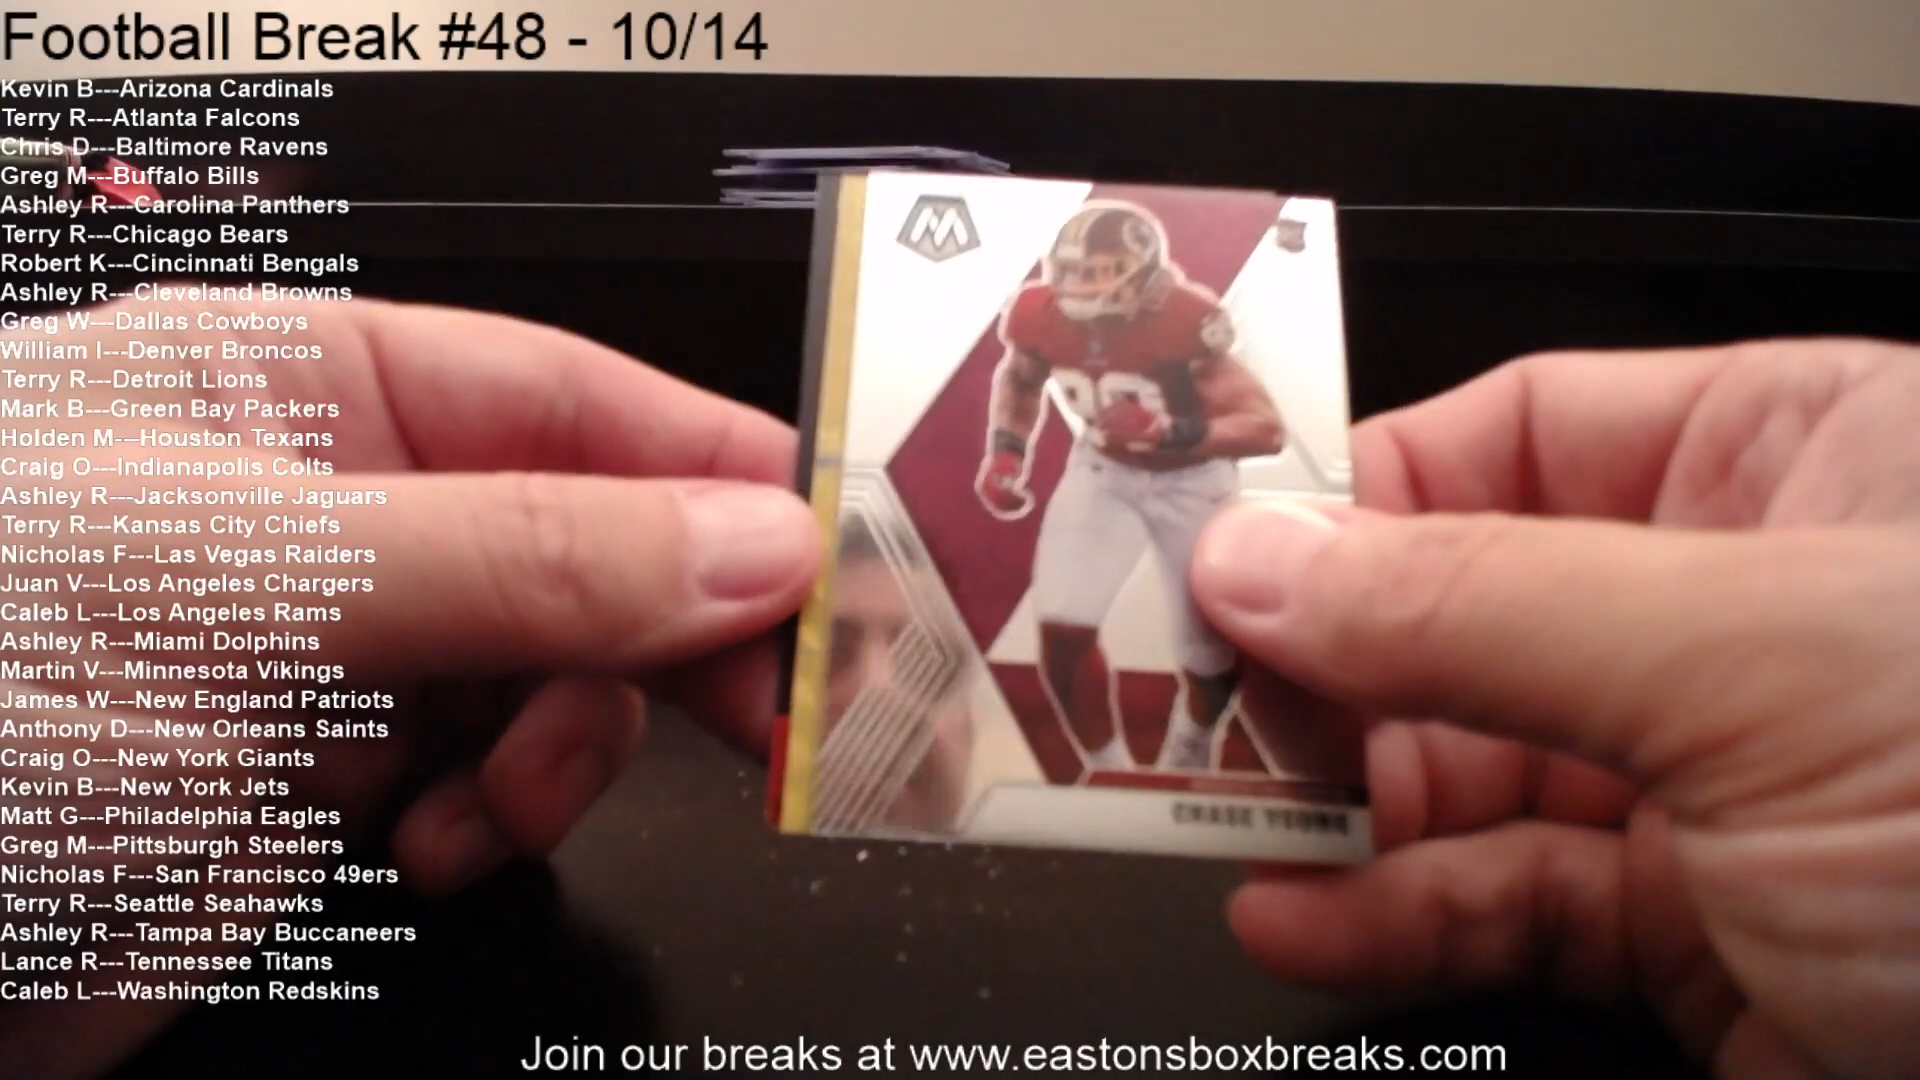 Football Break #48 - 10/14
Kevin B---Arizona Cardinals
Terry R---Atlanta Falcons
Chris D---Baltimore Ravens
Greg M---Buffalo Bills
Ashley R---Carolina Panthers
Terry R---Chicago Bears
Robert K---Cincinnati Bengals
Ashley R---Cleveland Browns
Greg W---Dallas Cowboys
William I---Denver Broncos
Terry R---Detroit Lions
Mark B---Green Bay Packers
Holden M---Houston Texans
Craig O---Indianapolis Colts
Ashley R---Jacksonville Jaguars
Terry R---Kansas City Chiefs
Nicholas F---Las Vegas Raiders
Juan V---Los Angeles Chargers
Caleb L---Los Angeles Rams
Ashley R---Miami Dolphins
Martin V---Minnesota Vikings
James W---New England Patriots
Anthony D---New Orleans Saints
Craig O---New York Giants
Kevin B---New York Jets
Matt G---Philadelphia Eagles
Greg M---Pittsburgh Steelers
Nicholas F---San Francisco 49ers
Terry R---Seattle Seahawks
Ashley R---Tampa Bay Buccaneers
Lance R---Tennessee Titans
Caleb L---Washington Redskins
M
CHASE YOUNG
Join our breaks at www.eastonsboxbreaks.com